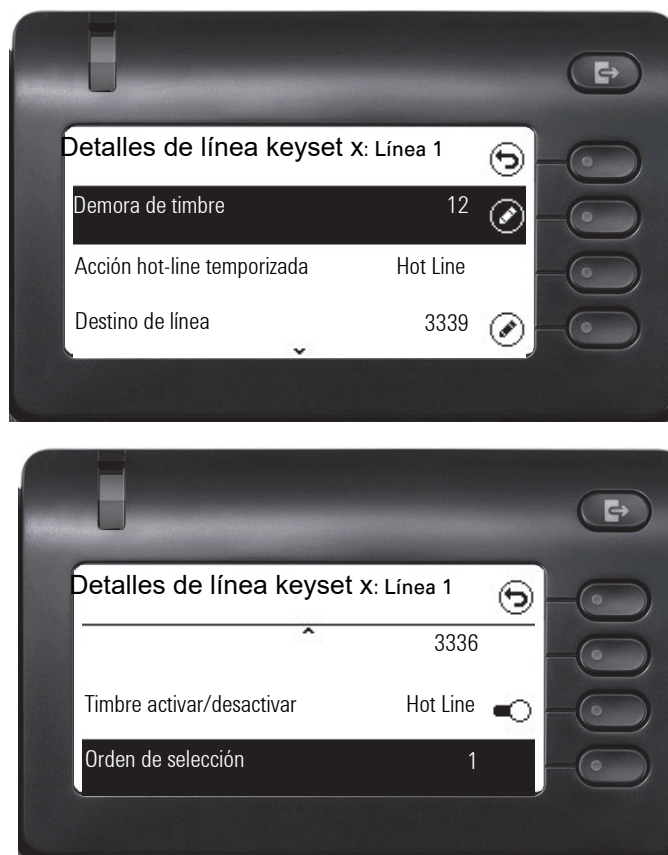 Detalles de línea keyset x: Línea 1
Demora de timbre 12
Acción hot-line temporizada Hot Line
Destino de línea 3339
Detalles de línea keyset x: Línea 1
3336
Timbre activar/desactivar Hot Line
Orden de selección 1